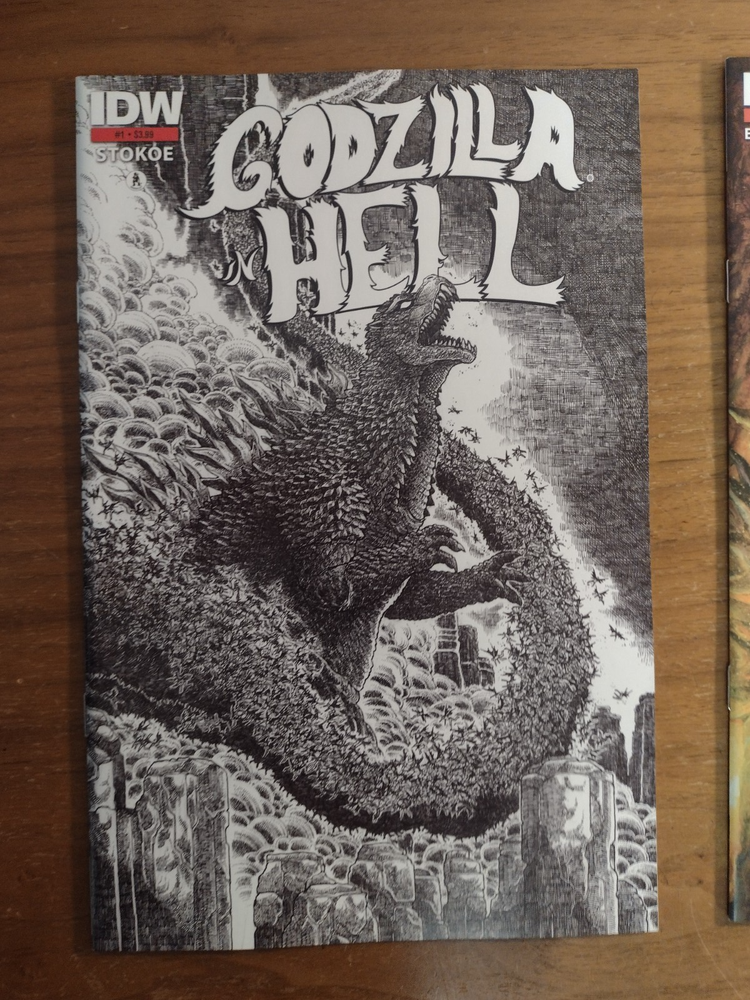 IDW
#1 • $3.99
STOKOE
GODZILLA
IN HELL